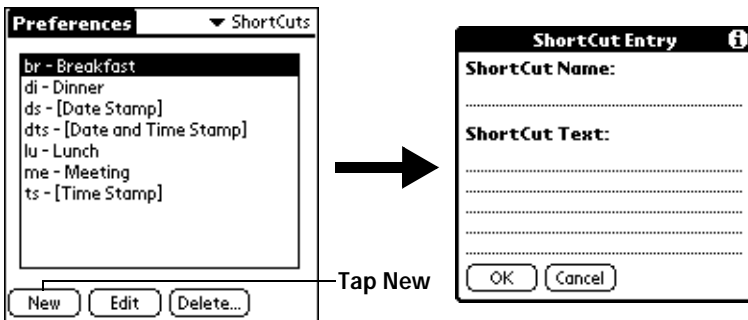 Preferences
ShortCuts
br - Breakfast
di - Dinner
ds - [Date Stamp]
dts - [Date and Time Stamp]
lu - Lunch
me - Meeting
ts - [Time Stamp]
New
Edit
Delete...
Tap New
ShortCut Entry
i
ShortCut Name:
ShortCut Text:
OK
Cancel